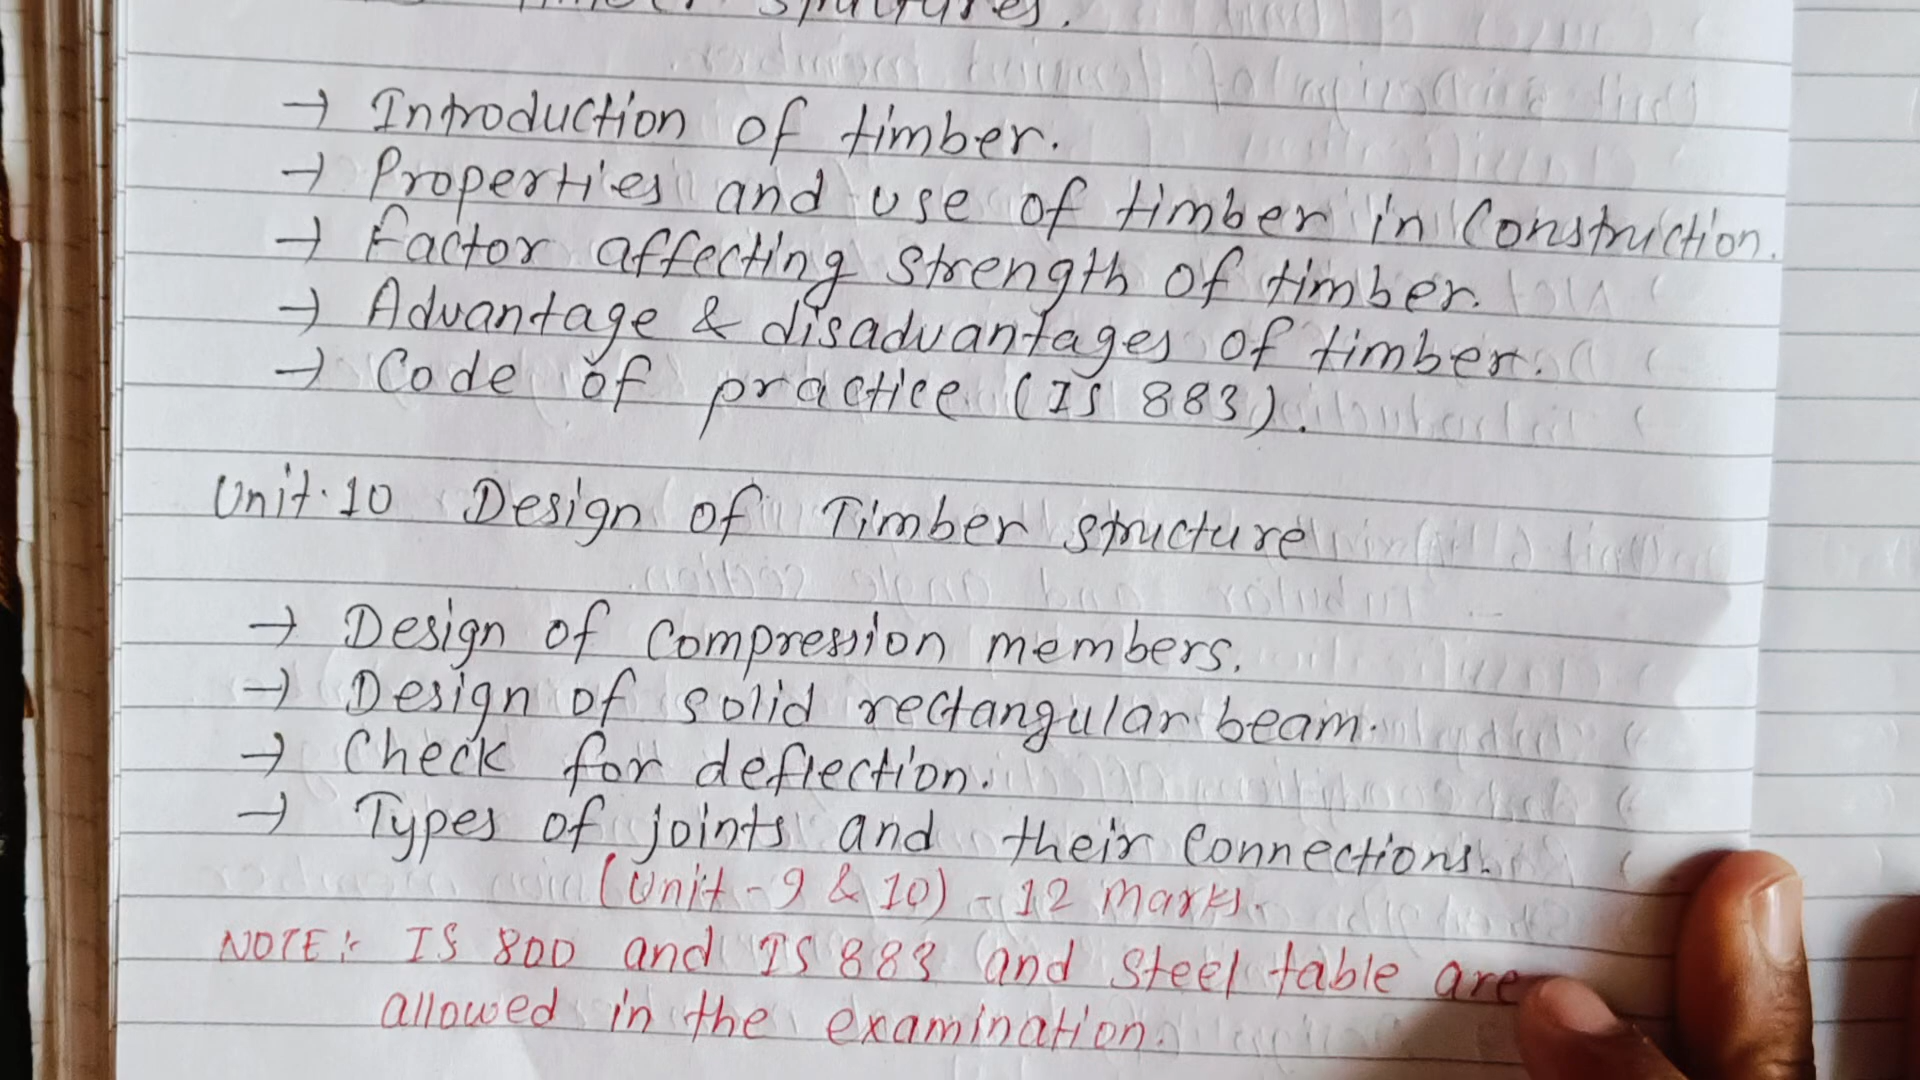 Timber structures.
→ Introduction of timber.
→ Properties and use of timber in Construction.
→ Factor affecting strength of timber.
→ Advantage & disadvantages of timber.
→ Code of practice (IS 883).
Unit.10 Design of Timber structure
→ Design of Compression members.
→ Design of solid rectangular beam.
→ Check for deflection.
→ Types of joints and their Connections.
(Unit-9 & 10) - 12 Marks.
NOTE:- IS 800 and IS 883 and Steel table are
allowed in the examination.